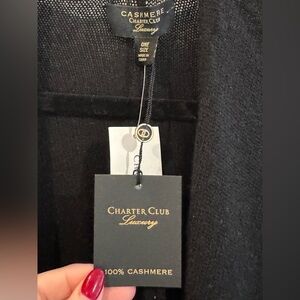 CASHMERE
CHARTER CLUB
Luxury
ONE
SIZE
CHARTER CLUB
Luxury
100% CASHMERE